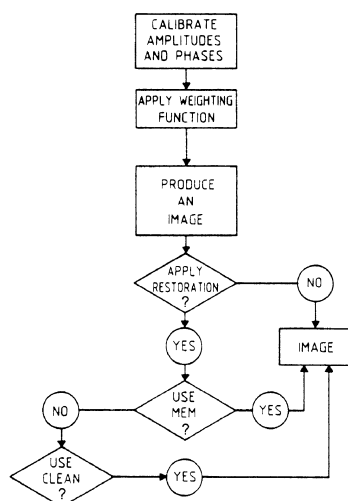 CALIBRATE
AMPLITUDES
AND PHASES
APPLY WEIGHTING
FUNCTION
PRODUCE
AN
IMAGE
APPLY
RESTORATION
?
NO
YES
IMAGE
USE
MEM
?
NO
YES
USE
CLEAN
?
YES